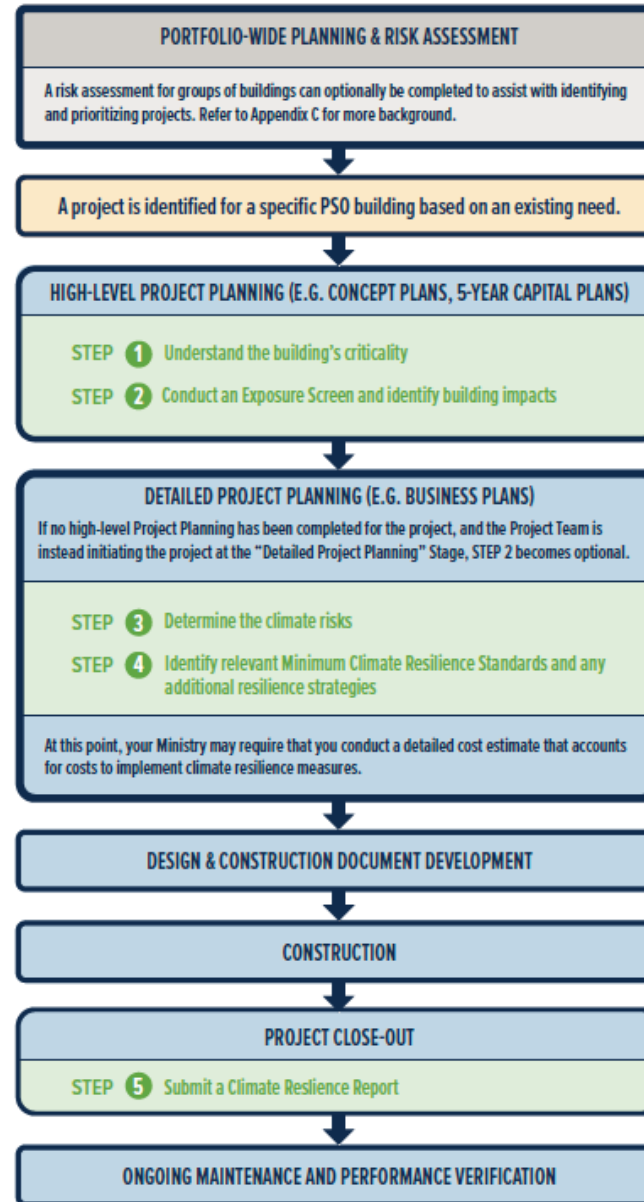 PORTFOLIO-WIDE PLANNING & RISK ASSESSMENT
A risk assessment for groups of buildings can optionally be completed to assist with identifying
and prioritizing projects. Refer to Appendix C for more background.
A project is identified for a specific PSO building based on an existing need.
HIGH-LEVEL PROJECT PLANNING (E.G. CONCEPT PLANS, 5-YEAR CAPITAL PLANS)
STEP 1 Understand the building's criticality
STEP 2 Conduct an Exposure Screen and identify building impacts
DETAILED PROJECT PLANNING (E.G. BUSINESS PLANS)
If no high-level Project Planning has been completed for the project, and the Project Team is
instead initiating the project at the "Detailed Project Planning" Stage, STEP 2 becomes optional.
STEP 3 Determine the climate risks
STEP 4 Identify relevant Minimum Climate Resilience Standards and any
additional resilience strategies
At this point, your Ministry may require that you conduct a detailed cost estimate that accounts
for costs to implement climate resilience measures.
DESIGN & CONSTRUCTION DOCUMENT DEVELOPMENT
CONSTRUCTION
PROJECT CLOSE-OUT
STEP 5 Submit a Climate Reslience Report
ONGOING MAINTENANCE AND PERFORMANCE VERIFICATION